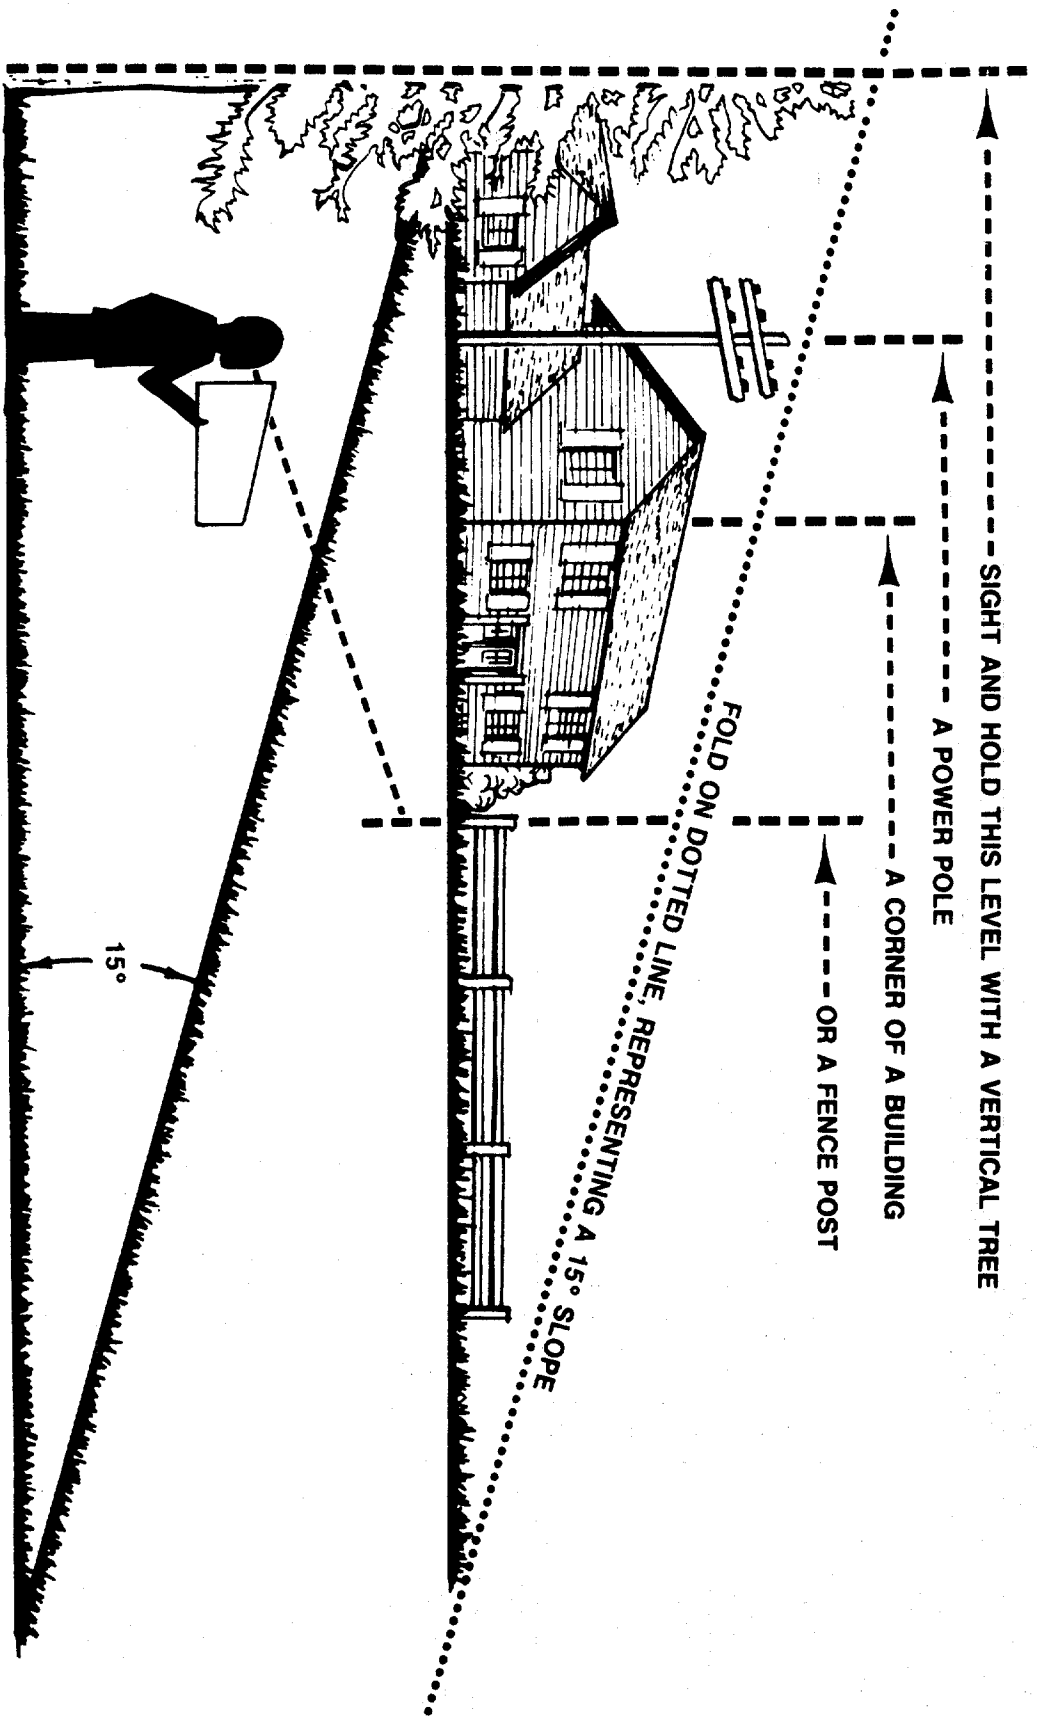 SIGHT AND HOLD THIS LEVEL WITH A VERTICAL TREE
A POWER POLE
A CORNER OF A BUILDING
OR A FENCE POST
FOLD ON DOTTED LINE, REPRESENTING A 15° SLOPE
15°